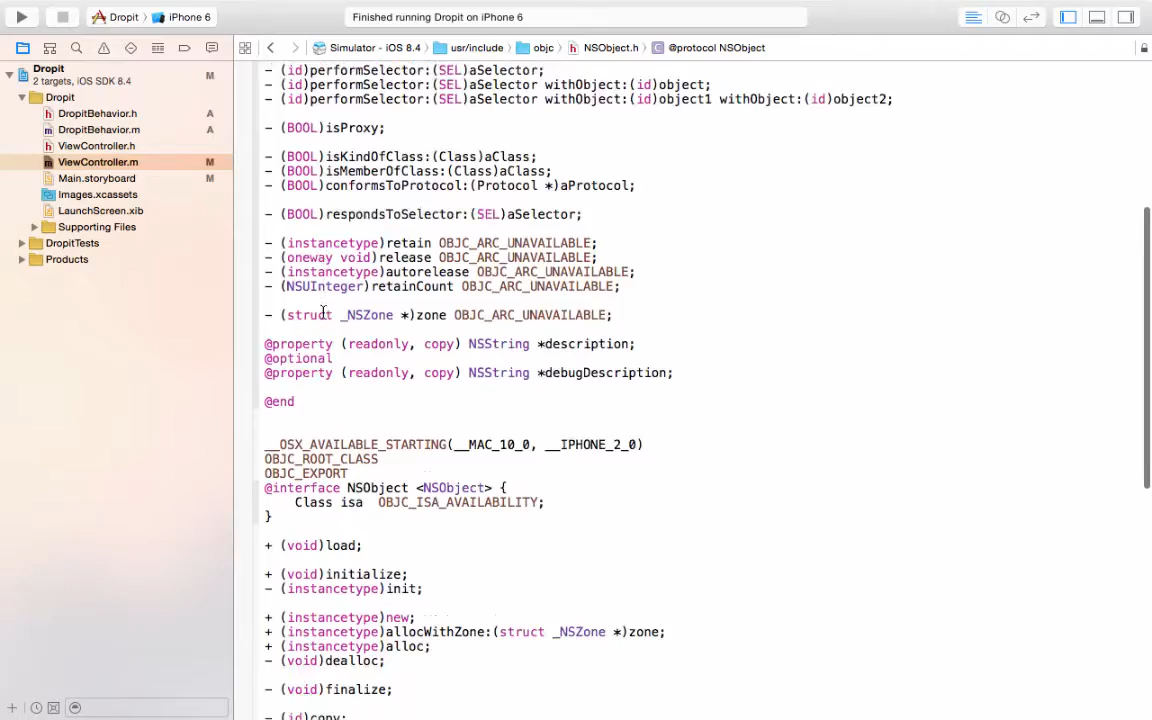 Dropit
iPhone 6
Finished running Dropit on iPhone 6
Simulator - iOS 8.4
usr/include
objc
NSObject.h
@protocol NSObject
Dropit
M
2 targets, iOS SDK 8.4
Dropit
DropitBehavior.h
A
DropitBehavior.m
A
ViewController.h
ViewController.m
M
Main.storyboard
M
Images.xcassets
LaunchScreen.xib
Supporting Files
DropitTests
Products
- (id)performSelector:(SEL)aSelector;
- (id)performSelector:(SEL)aSelector withObject:(id)object;
- (id)performSelector:(SEL)aSelector withObject:(id)object1 withObject:(id)object2;
- (BOOL)isProxy;
- (BOOL)isKindOfClass:(Class)aClass;
- (BOOL)isMemberOfClass:(Class)aClass;
- (BOOL)conformsToProtocol:(Protocol *)aProtocol;
- (BOOL)respondsToSelector:(SEL)aSelector;
- (instancetype)retain OBJC_ARC_UNAVAILABLE;
- (oneway void)release OBJC_ARC_UNAVAILABLE;
- (instancetype)autorelease OBJC_ARC_UNAVAILABLE;
- (NSUInteger)retainCount OBJC_ARC_UNAVAILABLE;
- (struct _NSZone *)zone OBJC_ARC_UNAVAILABLE;
@property (readonly, copy) NSString *description;
@optional
@property (readonly, copy) NSString *debugDescription;
@end
__OSX_AVAILABLE_STARTING(__MAC_10_0, __IPHONE_2_0)
OBJC_ROOT_CLASS
OBJC_EXPORT
@interface NSObject <NSObject> {
Class isa  OBJC_ISA_AVAILABILITY;
}
+ (void)load;
+ (void)initialize;
- (instancetype)init;
+ (instancetype)new;
+ (instancetype)allocWithZone:(struct _NSZone *)zone;
+ (instancetype)alloc;
- (void)dealloc;
- (void)finalize;
- (id)copy;